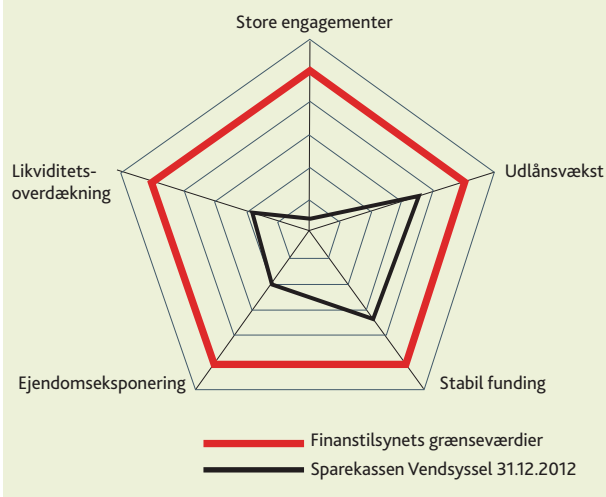 Store engagementer
Likviditets-
overdækning
Udlånsvækst
Ejendomseksponering
Stabil funding
Finanstilsynets grænseværdier
Sparekassen Vendsyssel 31.12.2012